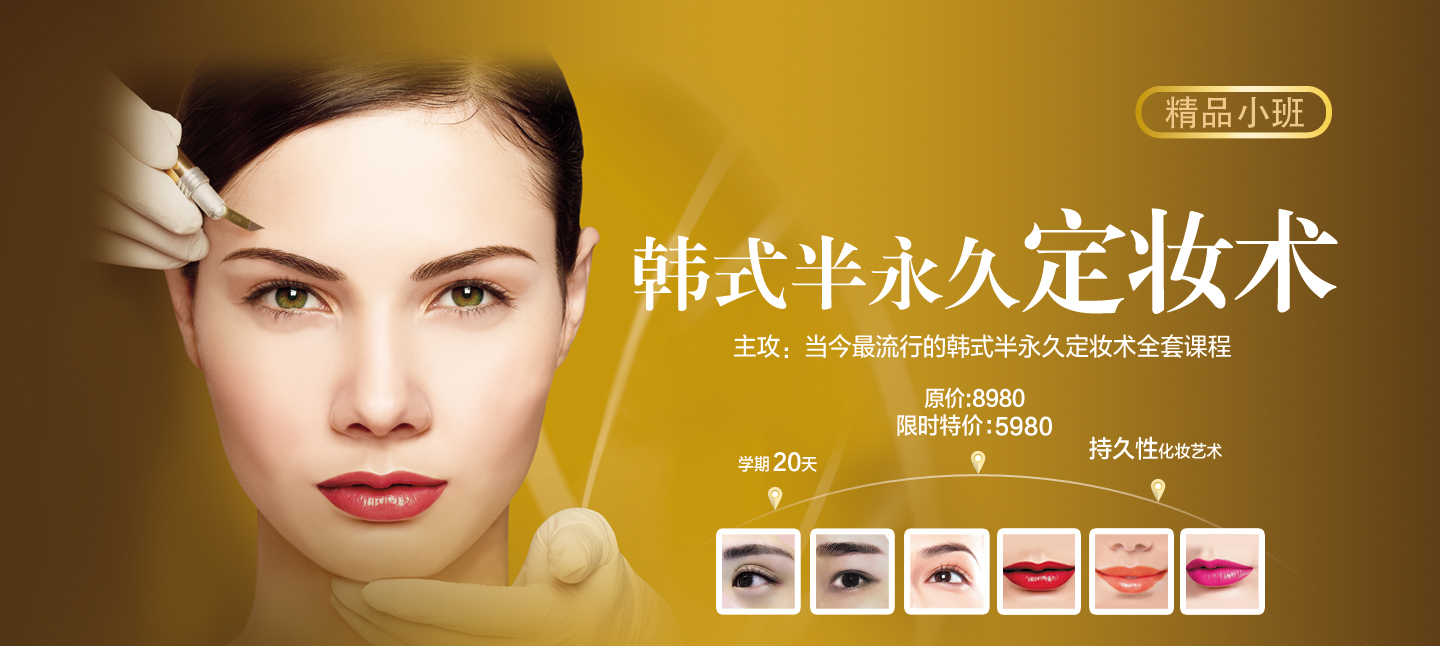 精品小班
韩式半永久定妆术
主攻：当今最流行的韩式半永久定妆术全套课程
原价:8980
限时特价:5980
持久性化妆艺术
学期20天